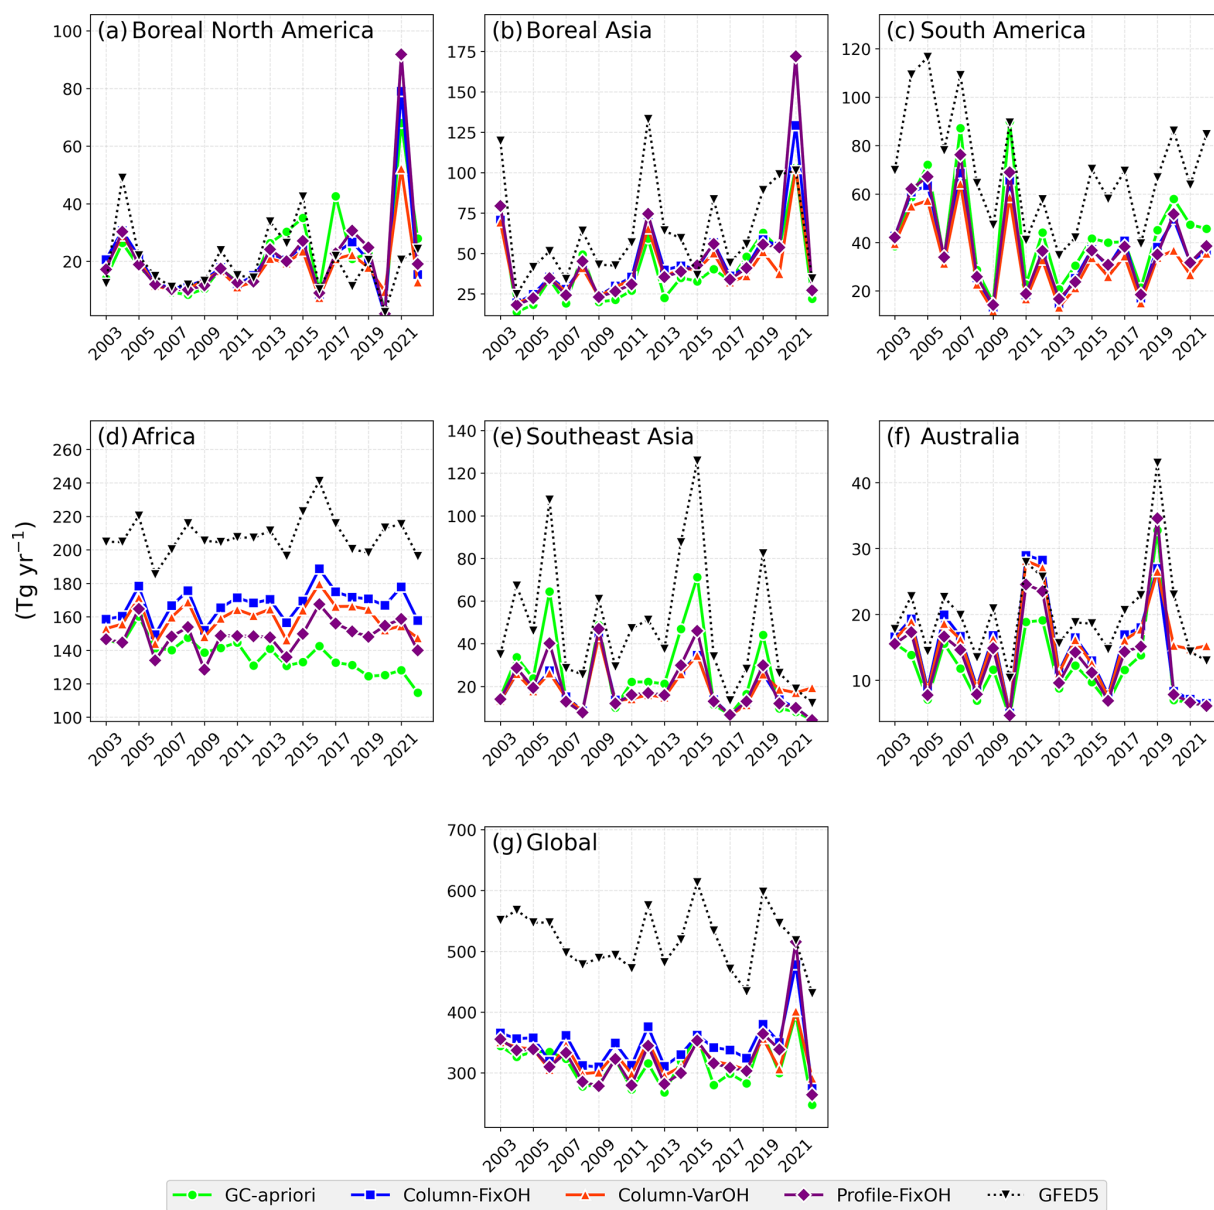 (a) Boreal North America
100
80
60
40
20
2003 2005 2007 2009 2011 2013 2015 2017 2019 2021
(b) Boreal Asia
175
150
125
100
75
50
25
2003 2005 2007 2009 2011 2013 2015 2017 2019 2021
(c) South America
120
100
80
60
40
20
2003 2005 2007 2009 2011 2013 2015 2017 2019 2021
(Tg yr⁻¹)
(d) Africa
260
240
220
200
180
160
140
120
100
2003 2005 2007 2009 2011 2013 2015 2017 2019 2021
(e) Southeast Asia
140
120
100
80
60
40
20
2003 2005 2007 2009 2011 2013 2015 2017 2019 2021
(f) Australia
40
30
20
10
2003 2005 2007 2009 2011 2013 2015 2017 2019 2021
(g) Global
700
600
500
400
300
2003 2005 2007 2009 2011 2013 2015 2017 2019 2021
GC-apriori Column-FixOH Column-VarOH Profile-FixOH GFED5